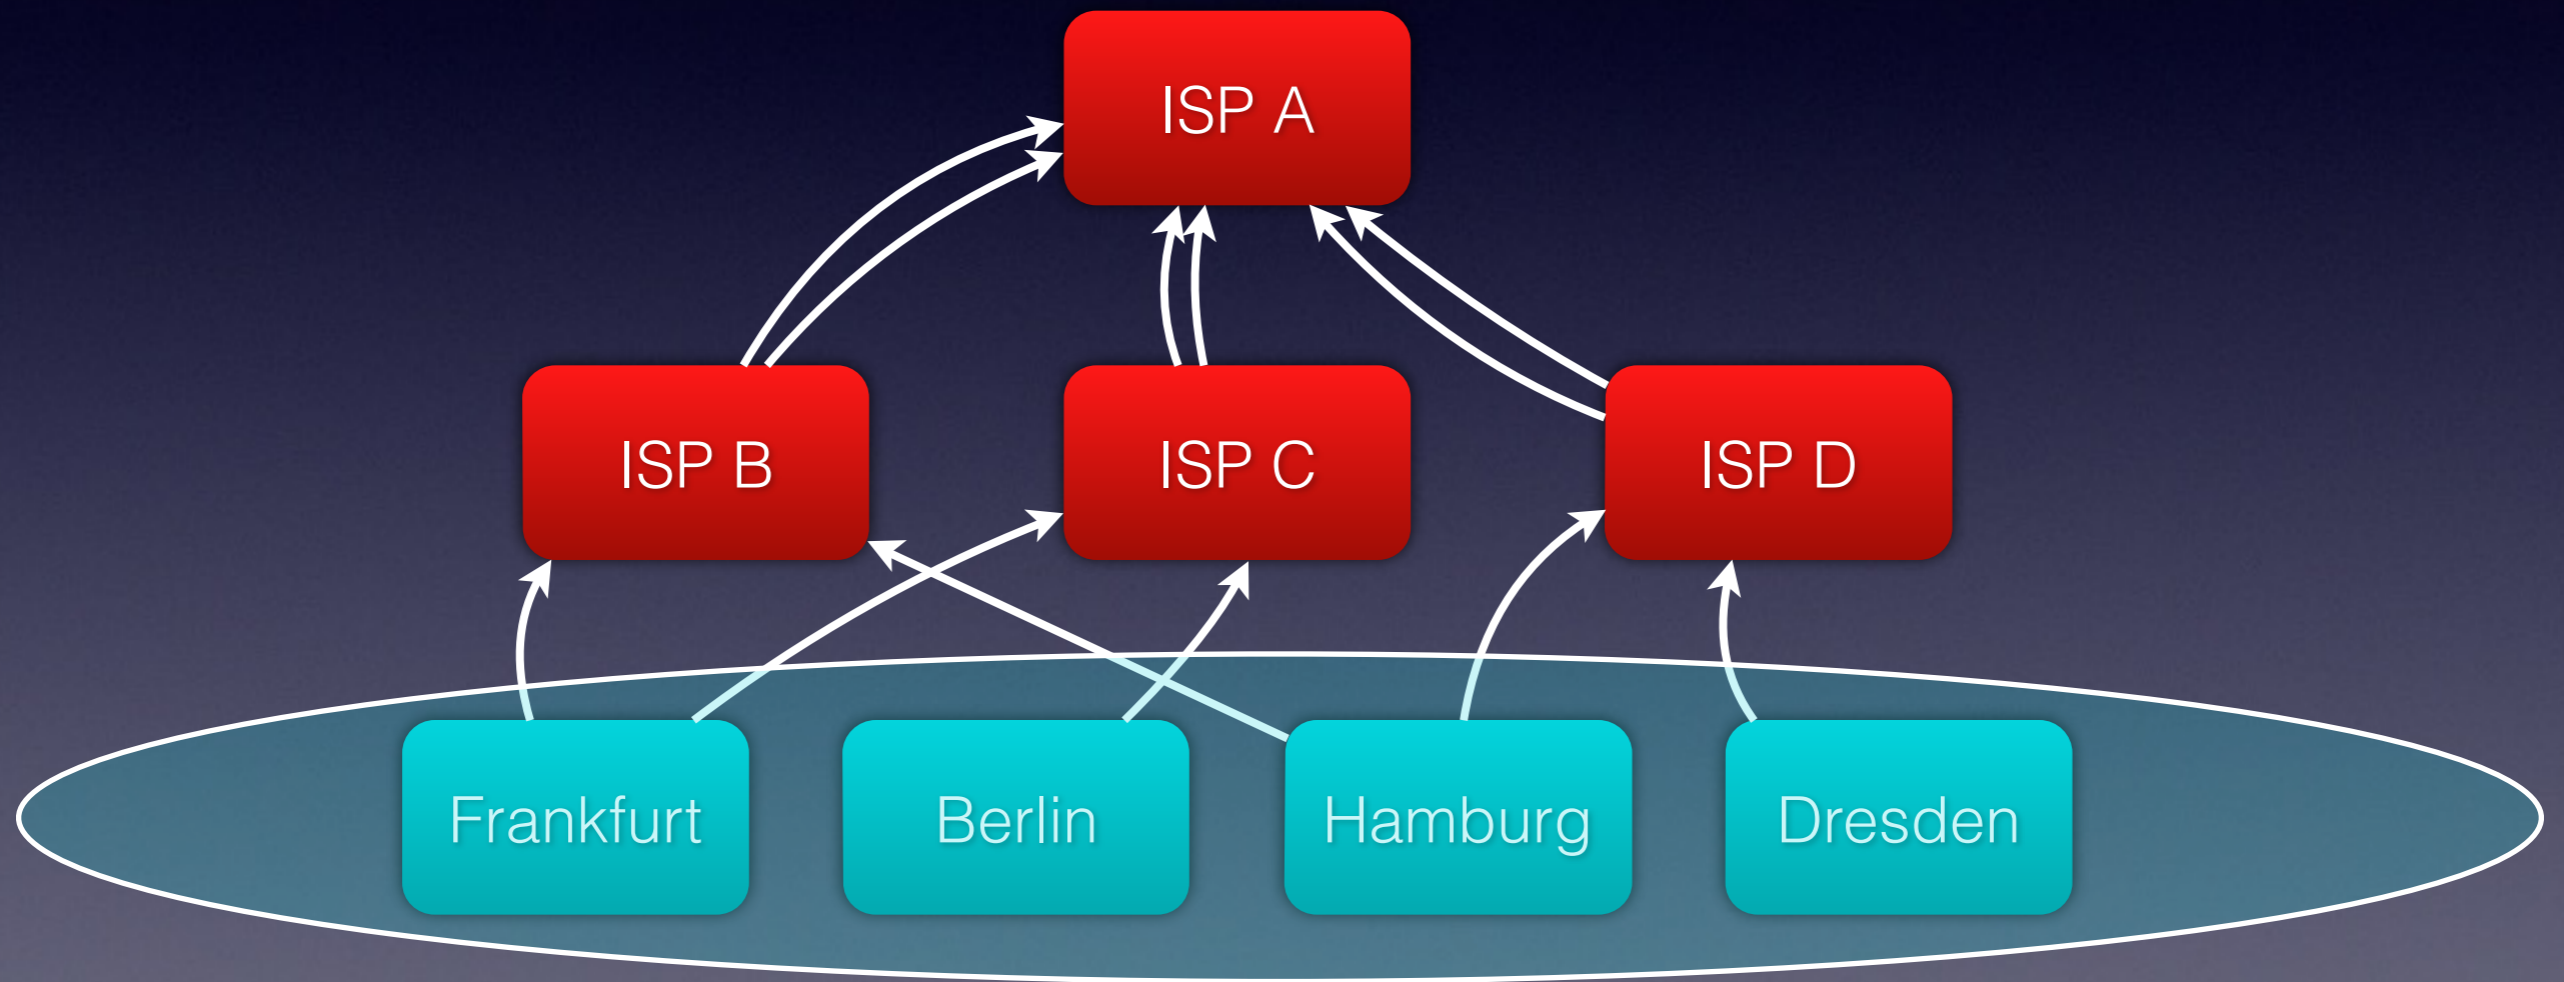 ISP A
ISP B
ISP C
ISP D
Frankfurt
Berlin
Hamburg
Dresden